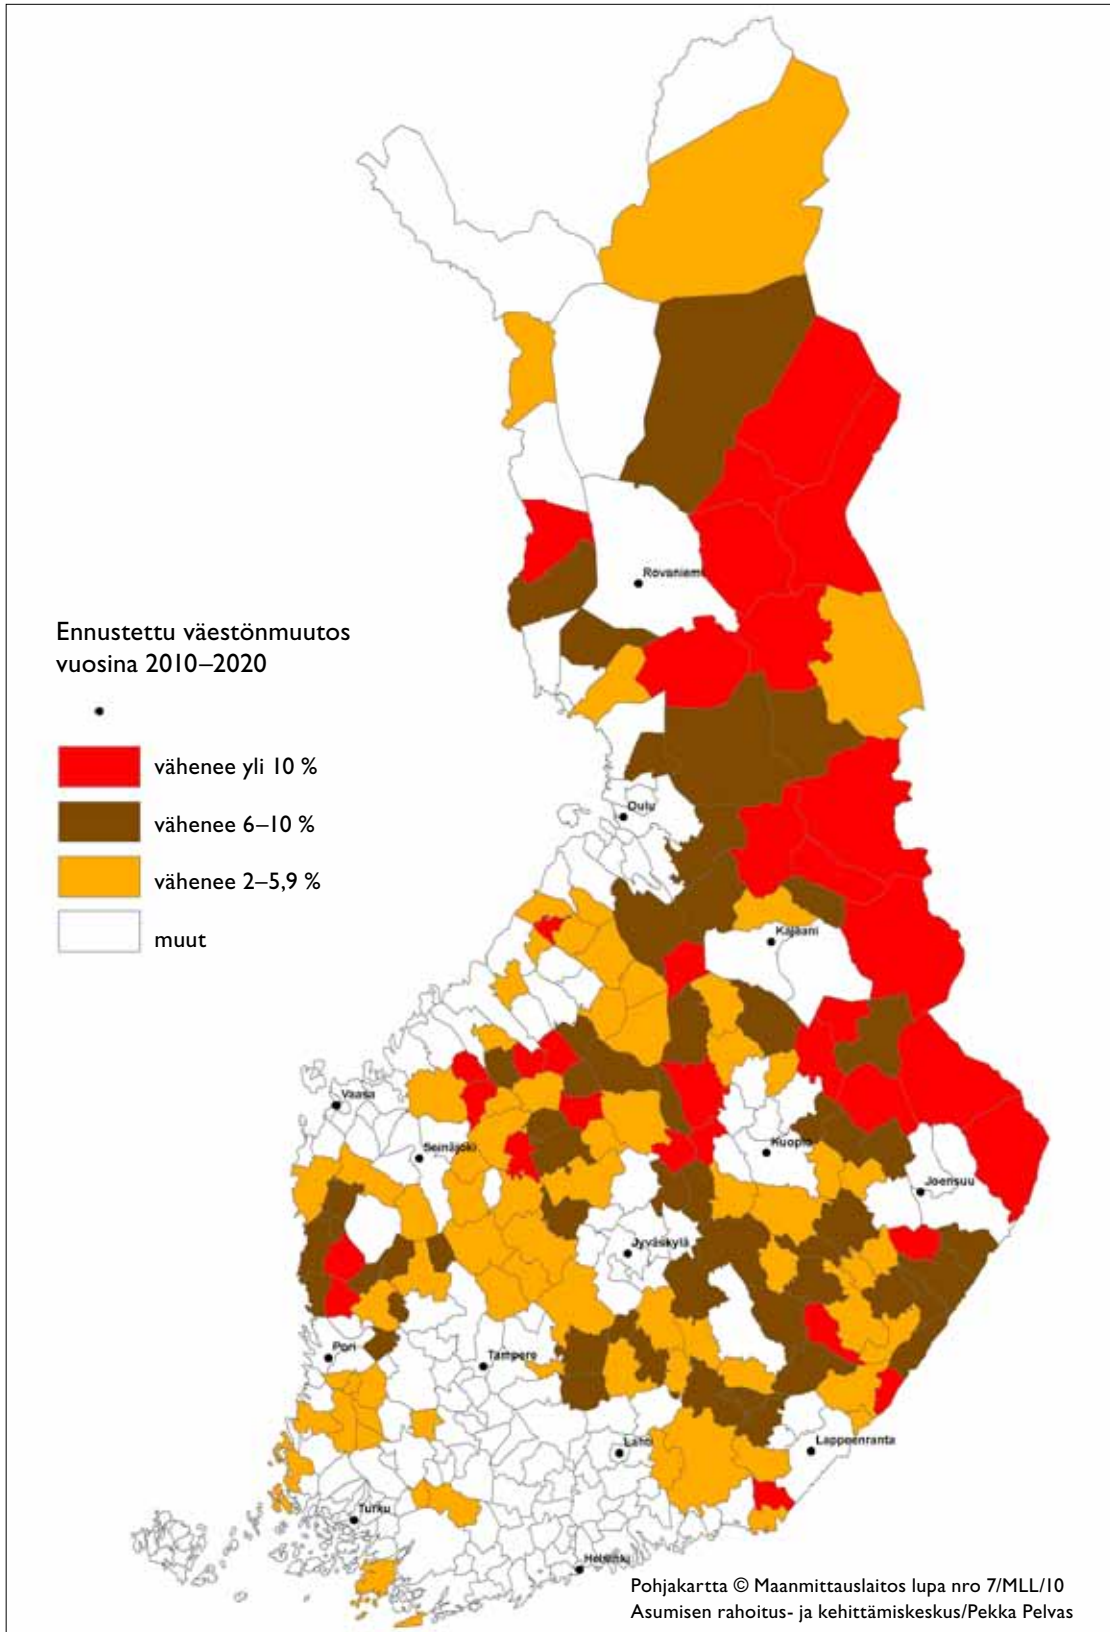 Rovaniemi
Ennustettu väestönmuutos
vuosina 2010–2020
vähenee yli 10 %
vähenee 6–10 %
vähenee 2–5,9 %
muut
Oulu
Kajaani
Vaasa
Seinäjoki
Kuopio
Joensuu
Jyväskylä
Pori
Tampere
Lahti
Lappeenranta
Turku
Helsinki
Pohjakartta © Maanmittauslaitos lupa nro 7/MLL/10
Asumisen rahoitus- ja kehittämiskeskus/Pekka Pelvas